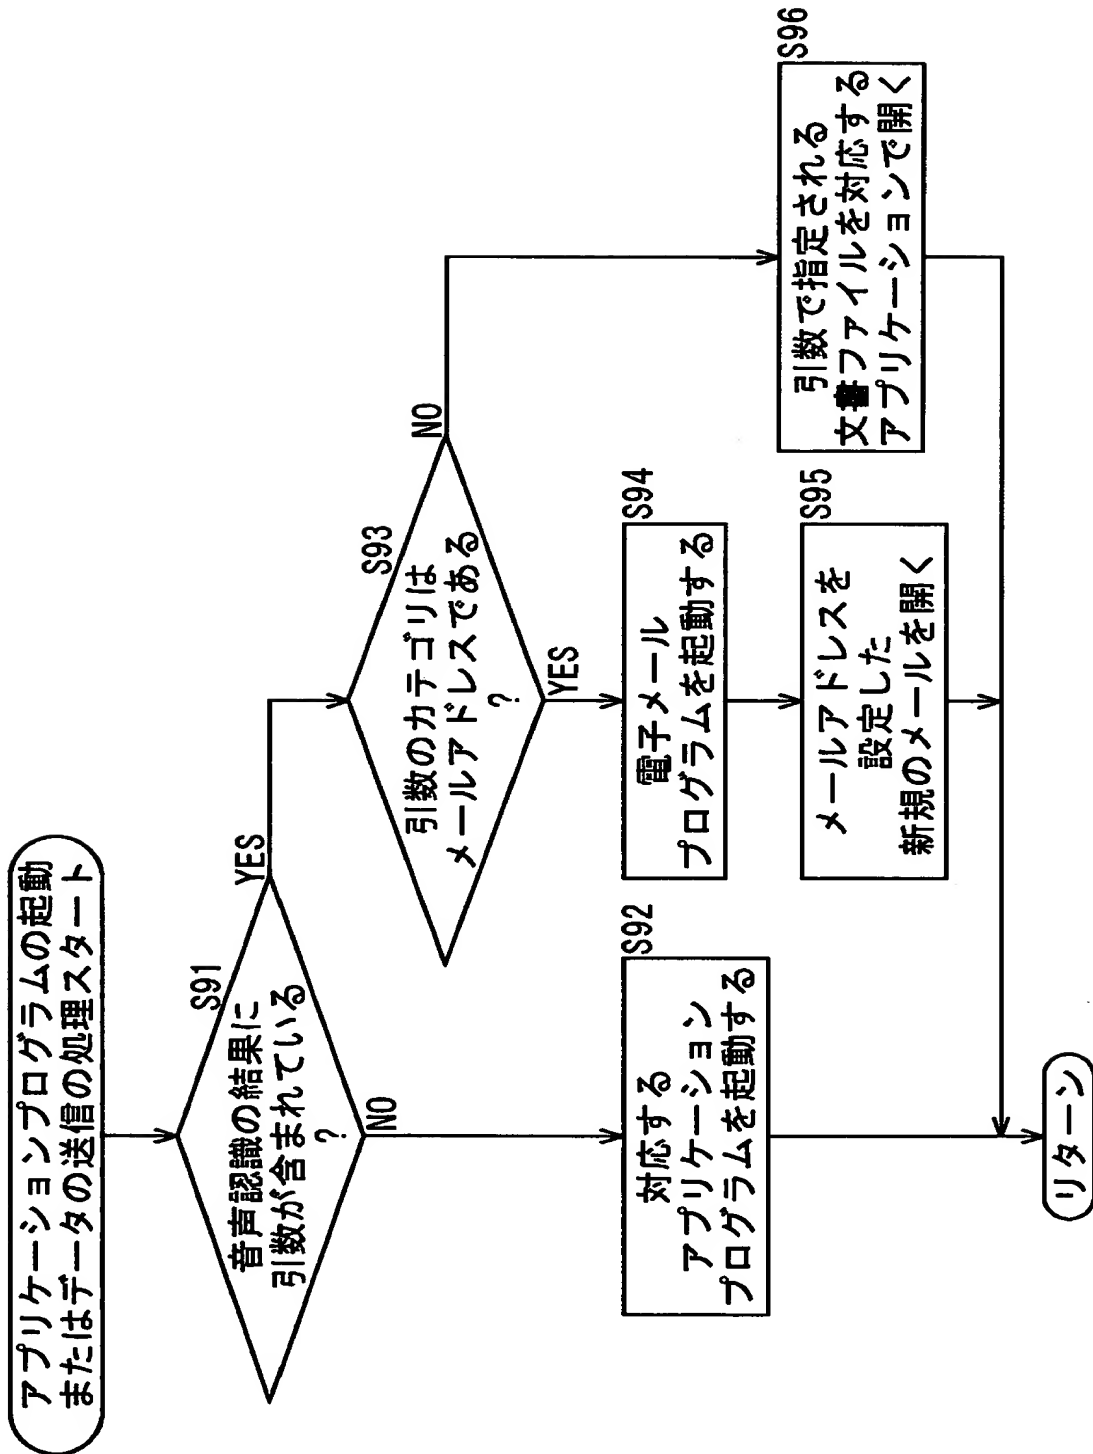 アプリケーションプログラムの起動
またはデータの送信の処理スタート
S91
音声認識の結果に
引数が含まれている
?
YES
NO
S92
対応する
アプリケーション
プログラムを起動する
S93
引数のカテゴリは
メールアドレスである
?
NO
YES
S94
電子メール
プログラムを起動する
S95
メールアドレスを
設定した
新規のメールを開く
S96
引数で指定される
文書ファイルを対応する
アプリケーションで開く
リターン